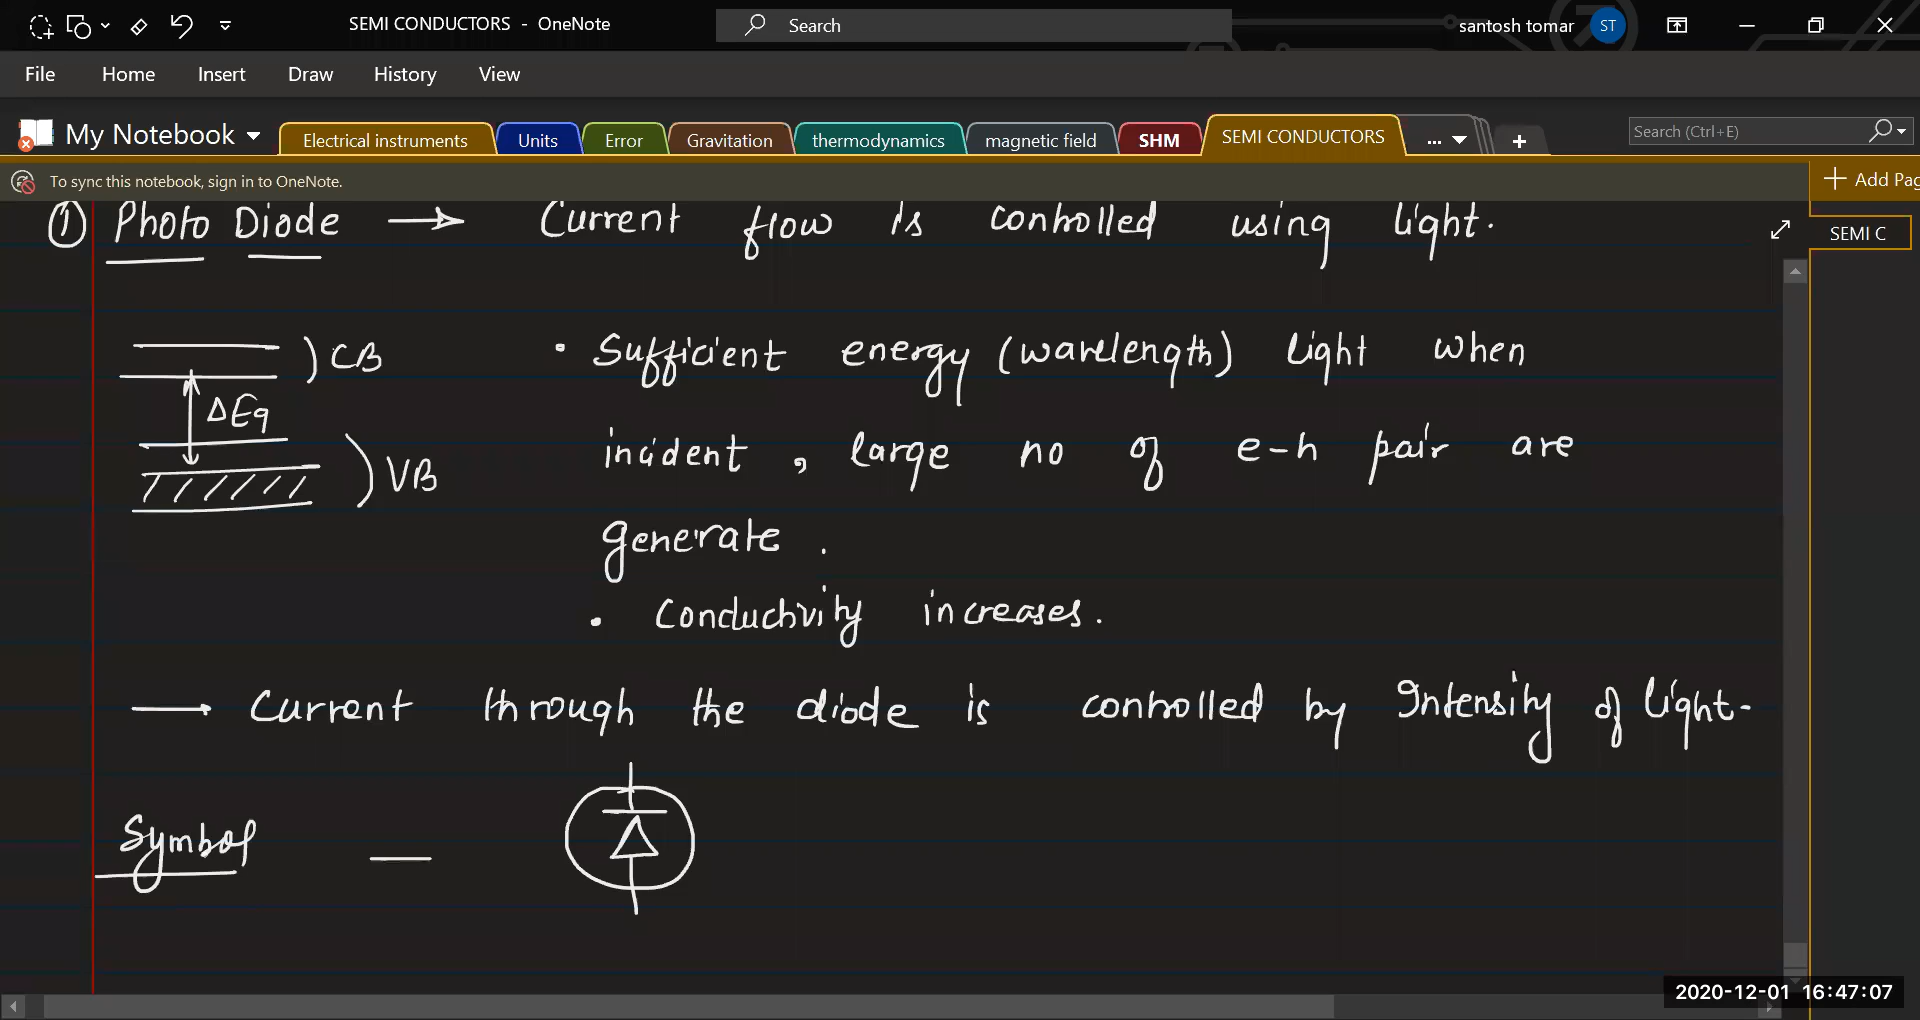 SEMI CONDUCTORS - OneNote
Search
santosh tomar
ST
File Home Insert Draw History View
My Notebook
Electrical instruments
Units
Error
Gravitation
thermodynamics
magnetic field
SHM
SEMI CONDUCTORS
...
Search (Ctrl+E)
To sync this notebook, sign in to OneNote.
Add Pag
SEMI C
① Photo Diode → Current flow is controlled using light.
CB
ΔEg
VB
• Sufficient energy (wavelength) light when
incident, large no of e-h pair are
generate.
• Conductivity increases.
→ Current through the diode is controlled by Intensity of light-
Symbol —
2020-12-01 16:47:07